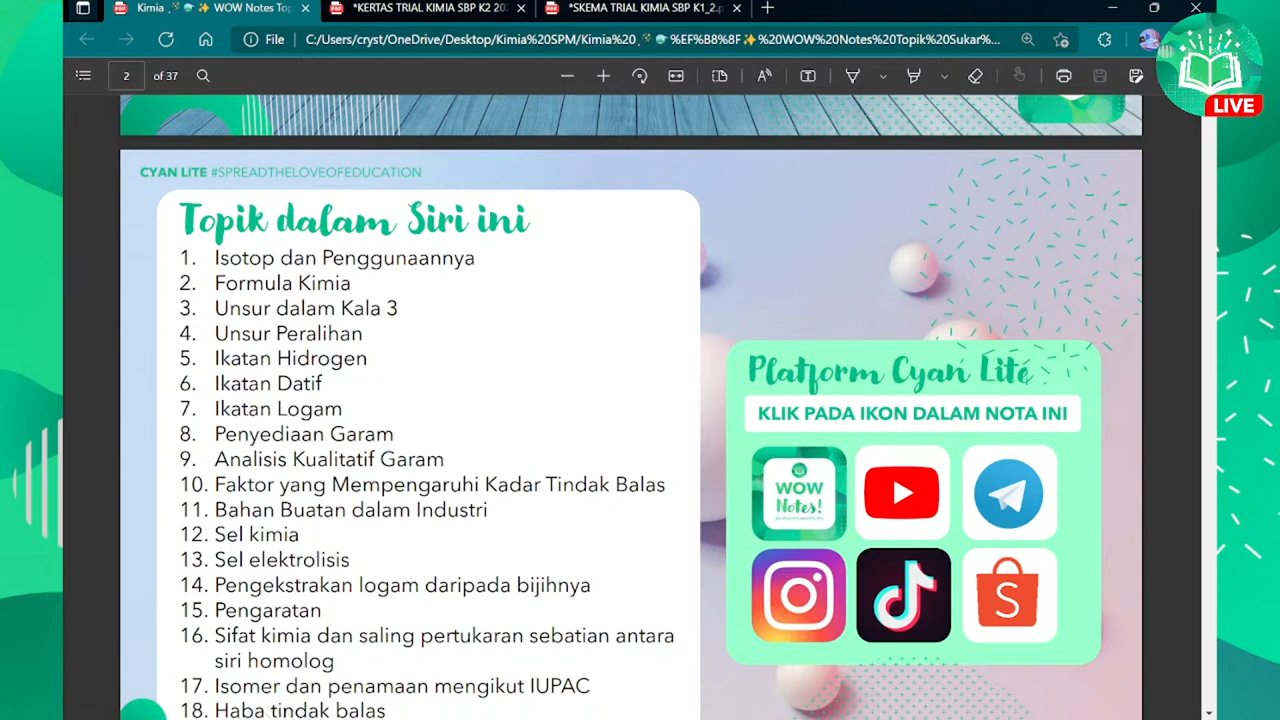 Kimia ✨ WOW Notes Top
*KERTAS TRIAL KIMIA SBP K2 202
*SKEMA TRIAL KIMIA SBP K1_2.p
File
C:/Users/cryst/OneDrive/Desktop/Kimia%20SPM/Kimia%20 %EF%B8%8F✨%20WOW%20Notes%20Topik%20Sukar%...
2 of 37
LIVE
CYAN LITE #SPREADTHELOVEOFEDUCATION
Topik dalam Siri ini
1. Isotop dan Penggunaannya
2. Formula Kimia
3. Unsur dalam Kala 3
4. Unsur Peralihan
5. Ikatan Hidrogen
6. Ikatan Datif
7. Ikatan Logam
8. Penyediaan Garam
9. Analisis Kualitatif Garam
10. Faktor yang Mempengaruhi Kadar Tindak Balas
11. Bahan Buatan dalam Industri
12. Sel kimia
13. Sel elektrolisis
14. Pengekstrakan logam daripada bijihnya
15. Pengaratan
16. Sifat kimia dan saling pertukaran sebatian antara
siri homolog
17. Isomer dan penamaan mengikut IUPAC
18. Haba tindak balas
Platform Cyan Lite
KLIK PADA IKON DALAM NOTA INI
WOW
Notes!